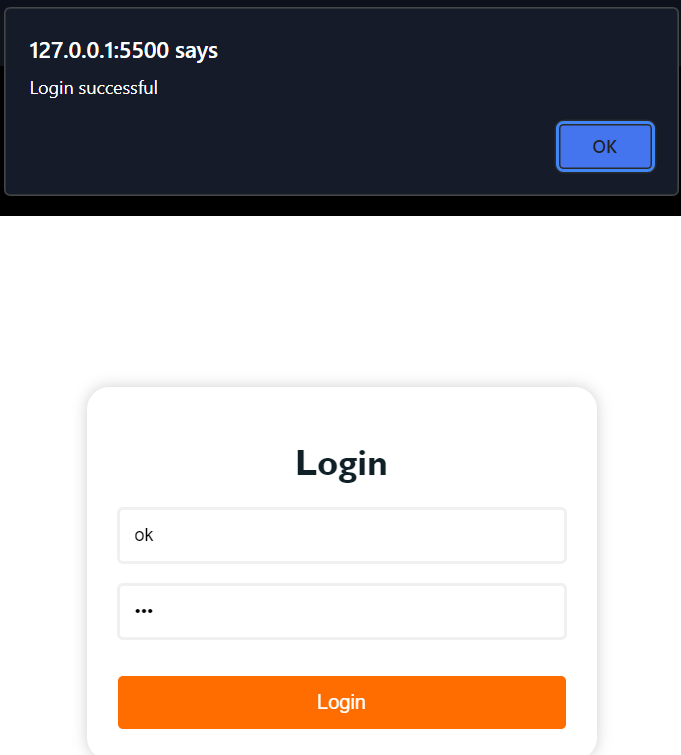 127.0.0.1:5500 says
Login successful
OK
Login
ok
•••
Login